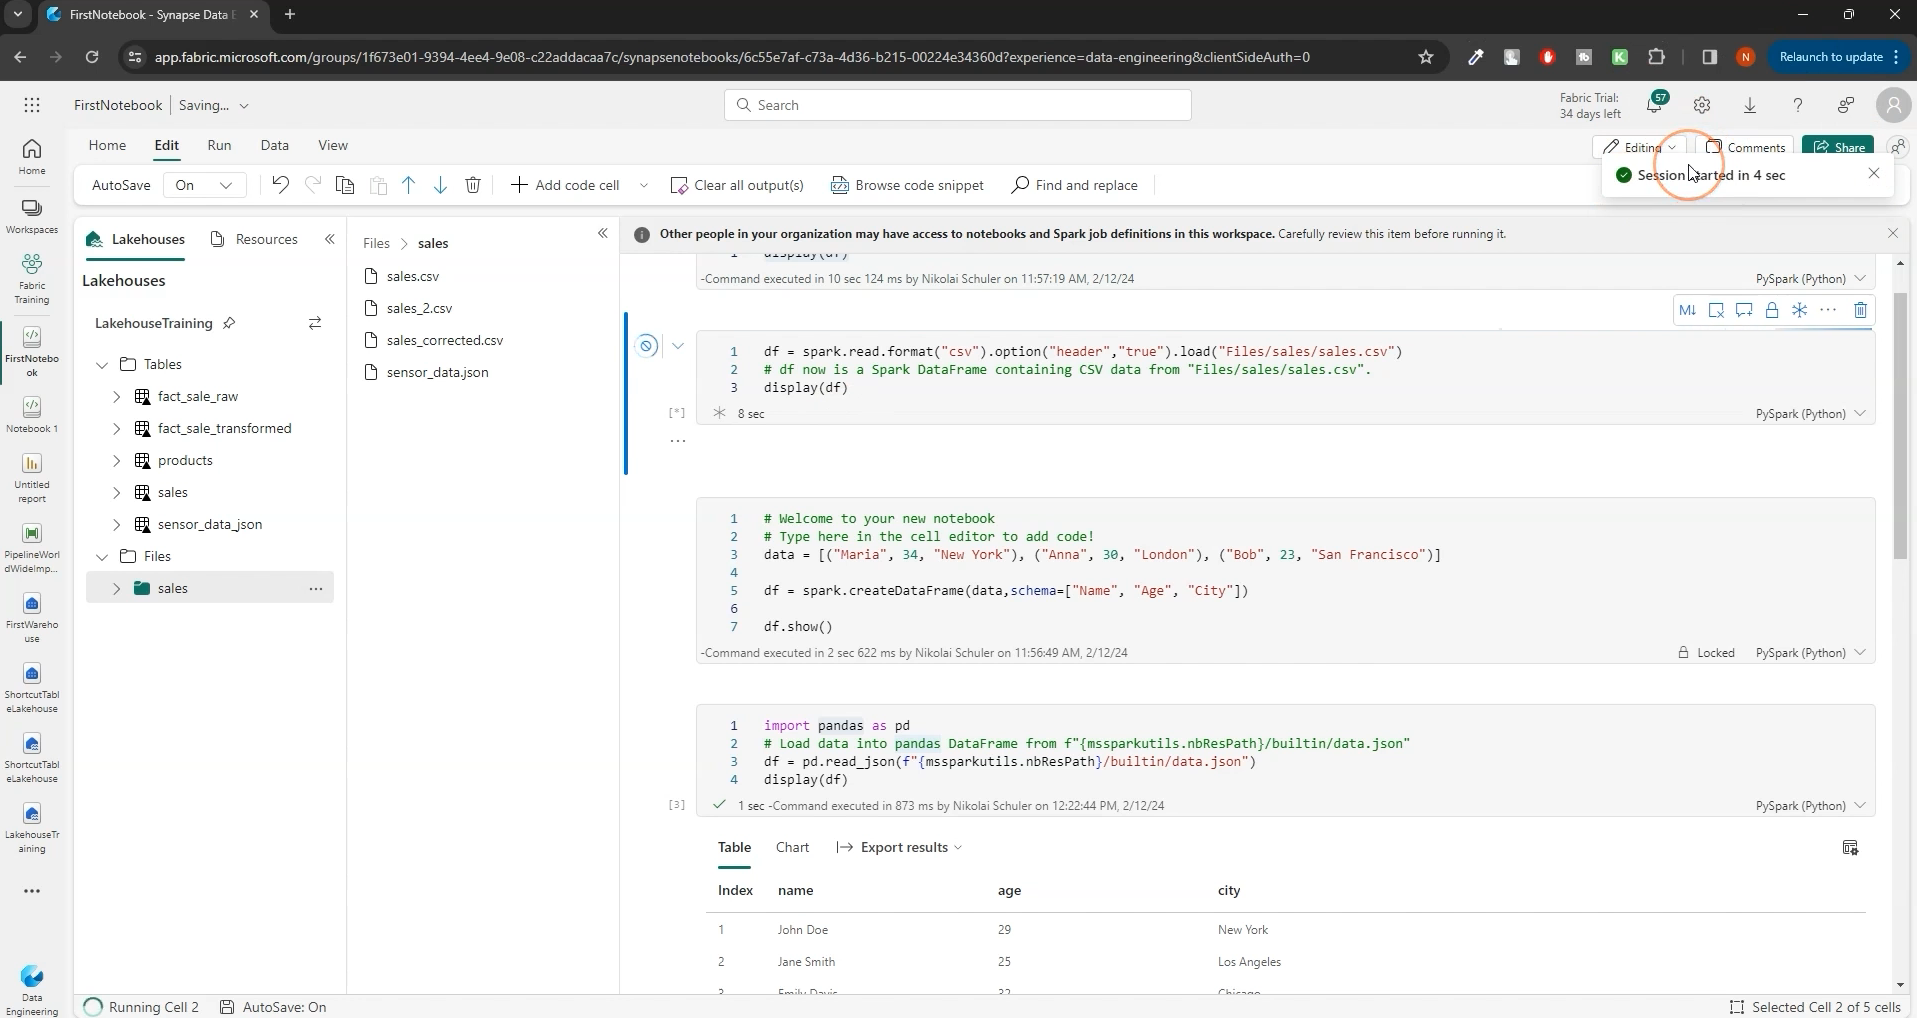 FirstNotebook - Synapse Data E
app.fabric.microsoft.com/groups/1f673e01-9394-4ee4-9e08-c22addacaa7c/synapsenotebooks/6c55e7af-c73a-4d36-b215-00224e34360d?experience=data-engineering&clientSideAuth=0
Relaunch to update
FirstNotebook
Saving...
Search
Fabric Trial:
34 days left
57
Home
Edit
Run
Data
View
Editing
Comments
Share
AutoSave
On
Add code cell
Clear all output(s)
Browse code snippet
Find and replace
Session started in 4 sec
Home
Workspaces
Fabric
Training
FirstNotebo
ok
Notebook 1
Untitled
report
PipelineWorl
dWideImp...
FirstWareho
use
ShortcutTabl
eLakehouse
ShortcutTabl
eLakehouse
LakehouseTr
aining
Data
Engineering
Lakehouses
Resources
Lakehouses
LakehouseTraining
Tables
fact_sale_raw
fact_sale_transformed
products
sales
sensor_data_json
Files
sales
Files > sales
sales.csv
sales_2.csv
sales_corrected.csv
sensor_data.json
Other people in your organization may have access to notebooks and Spark job definitions in this workspace. Carefully review this item before running it.
display(df)
-Command executed in 10 sec 124 ms by Nikolai Schuler on 11:57:19 AM, 2/12/24
PySpark (Python)
M↓
1 df = spark.read.format("csv").option("header","true").load("Files/sales/sales.csv")
2 # df now is a Spark DataFrame containing CSV data from "Files/sales/sales.csv".
3 display(df)
[*] 8 sec
PySpark (Python)
1 # Welcome to your new notebook
2 # Type here in the cell editor to add code!
3 data = [("Maria", 34, "New York"), ("Anna", 30, "London"), ("Bob", 23, "San Francisco")]
4
5 df = spark.createDataFrame(data,schema=["Name", "Age", "City"])
6
7 df.show()
-Command executed in 2 sec 622 ms by Nikolai Schuler on 11:56:49 AM, 2/12/24
Locked
PySpark (Python)
1 import pandas as pd
2 # Load data into pandas DataFrame from f"{mssparkutils.nbResPath}/builtin/data.json"
3 df = pd.read_json(f"{mssparkutils.nbResPath}/builtin/data.json")
4 display(df)
[3] 1 sec -Command executed in 873 ms by Nikolai Schuler on 12:22:44 PM, 2/12/24
PySpark (Python)
Table
Chart
Export results
Index name age city
1 John Doe 29 New York
2 Jane Smith 25 Los Angeles
3 Emily Davis 32 Chicago
Running Cell 2
AutoSave: On
Selected Cell 2 of 5 cells